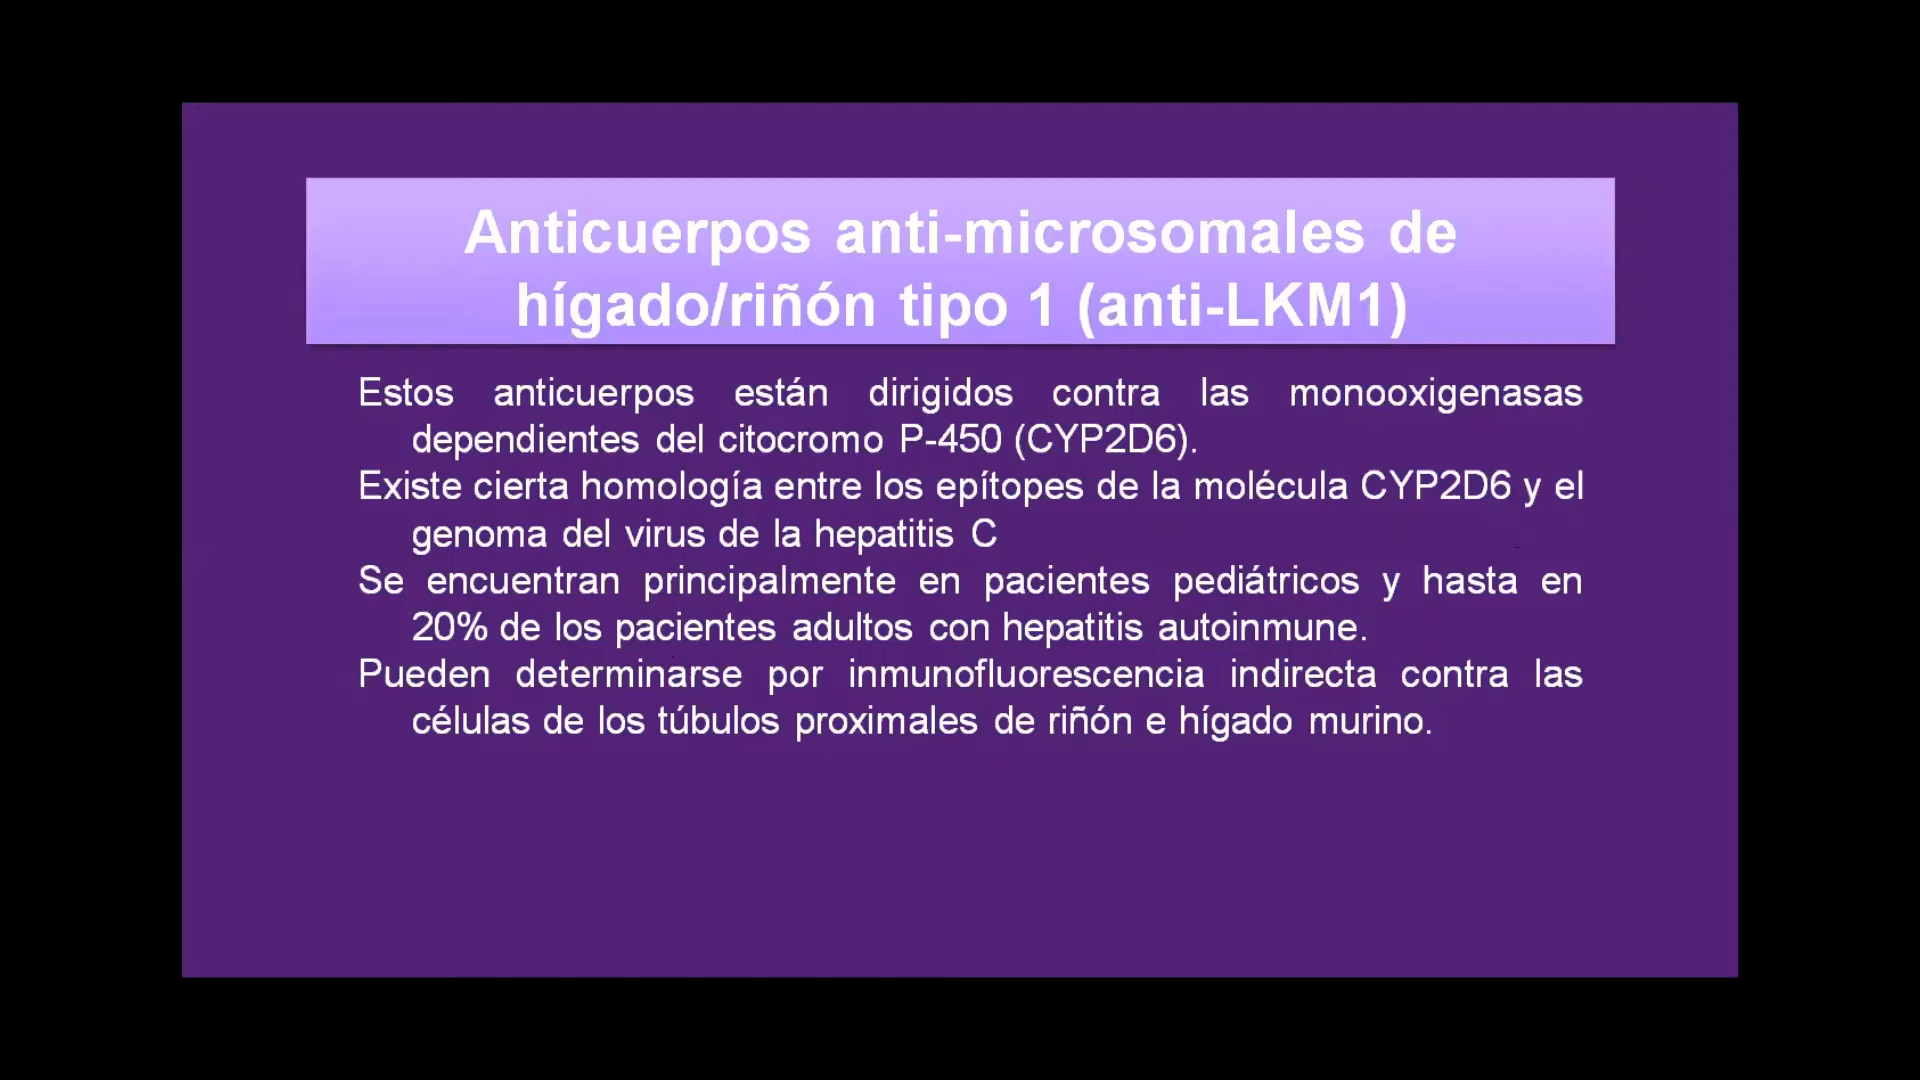 Anticuerpos anti-microsomales de
hígado/riñón tipo 1 (anti-LKM1)
Estos anticuerpos están dirigidos contra las monooxigenasas
dependientes del citocromo P-450 (CYP2D6).
Existe cierta homología entre los epítopes de la molécula CYP2D6 y el
genoma del virus de la hepatitis C
Se encuentran principalmente en pacientes pediátricos y hasta en
20% de los pacientes adultos con hepatitis autoinmune.
Pueden determinarse por inmunofluorescencia indirecta contra las
células de los túbulos proximales de riñón e hígado murino.